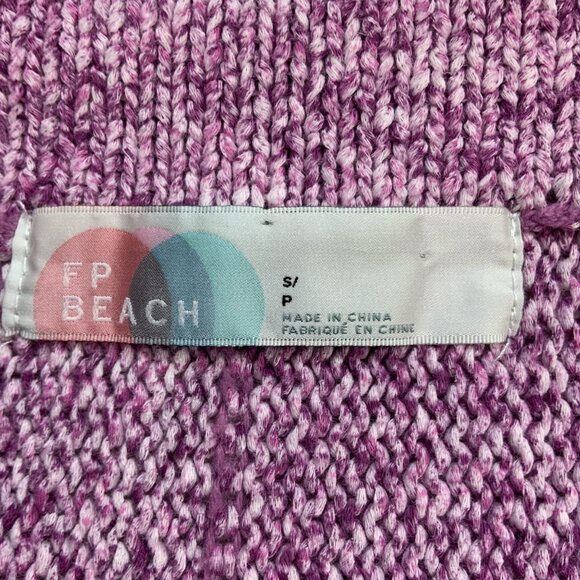 FP
BEACH
S/
P
MADE IN CHINA
FABRIQUÉ EN CHINE